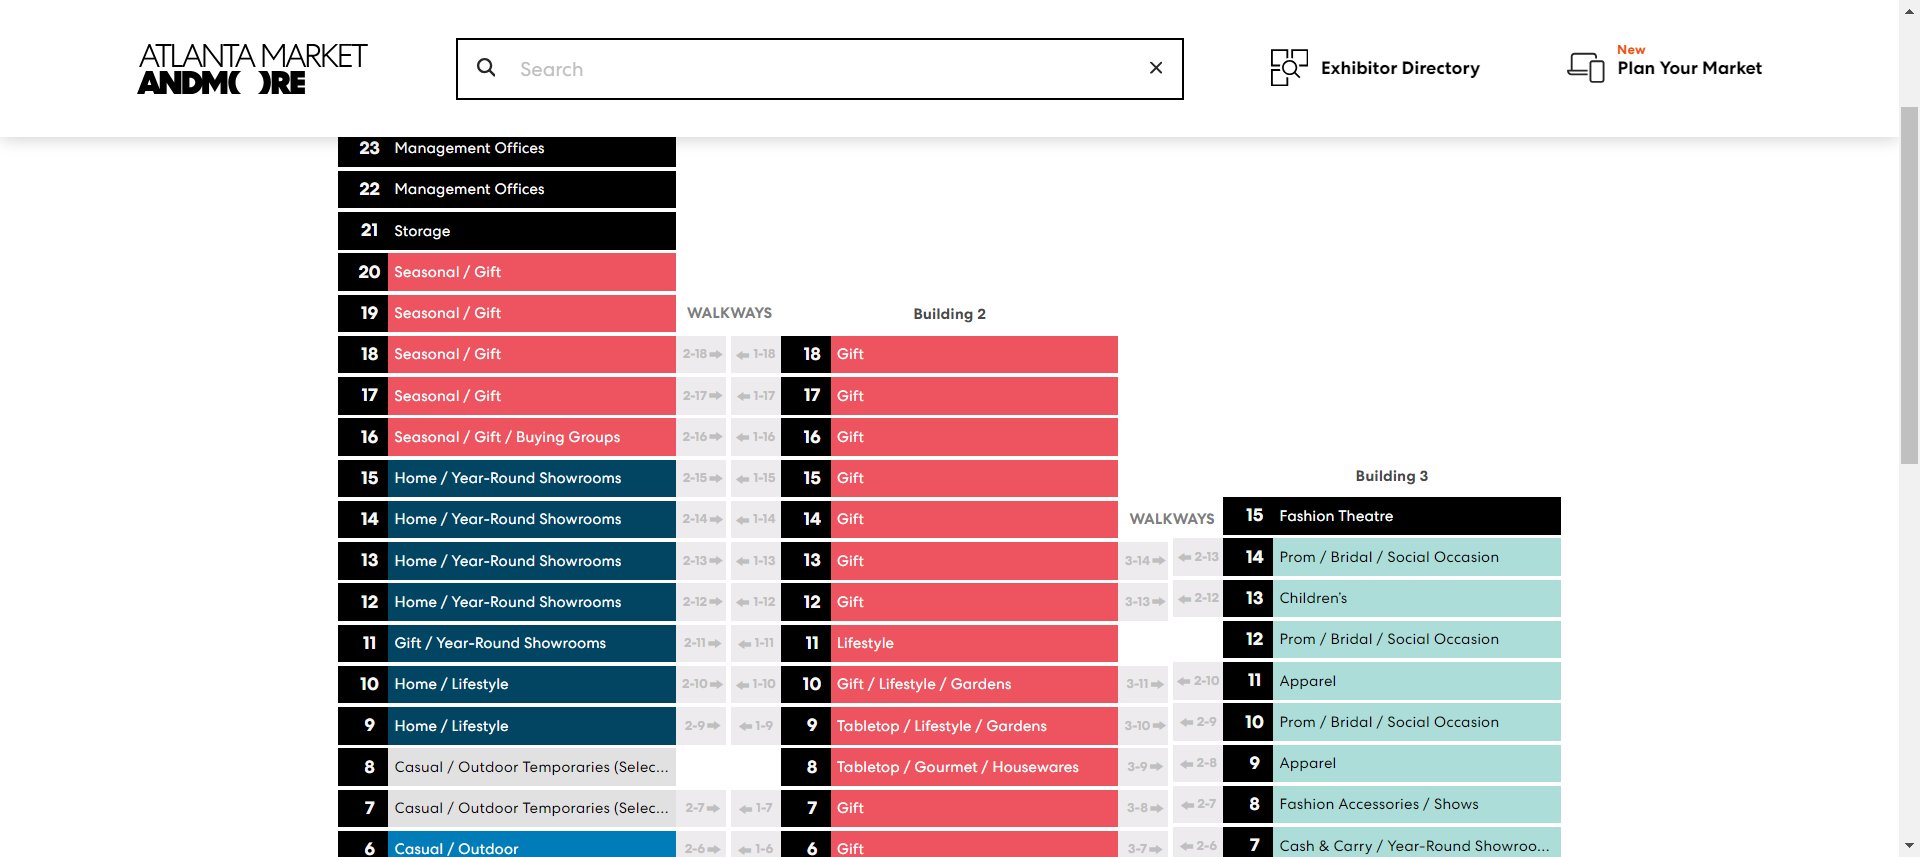 ATLANTA MARKET
ANDMORE
Search
Exhibitor Directory
New
Plan Your Market
23 Management Offices
22 Management Offices
21 Storage
20 Seasonal / Gift
19 Seasonal / Gift
WALKWAYS
Building 2
18 Seasonal / Gift
2-18
1-18
18 Gift
17 Seasonal / Gift
2-17
1-17
17 Gift
16 Seasonal / Gift / Buying Groups
2-16
1-16
16 Gift
15 Home / Year-Round Showrooms
2-15
1-15
15 Gift
Building 3
14 Home / Year-Round Showrooms
2-14
1-14
14 Gift
WALKWAYS
15 Fashion Theatre
13 Home / Year-Round Showrooms
2-13
1-13
13 Gift
3-14
2-13
14 Prom / Bridal / Social Occasion
12 Home / Year-Round Showrooms
2-12
1-12
12 Gift
3-13
2-12
13 Children's
11 Gift / Year-Round Showrooms
2-11
1-11
11 Lifestyle
12 Prom / Bridal / Social Occasion
10 Home / Lifestyle
2-10
1-10
10 Gift / Lifestyle / Gardens
3-11
2-10
11 Apparel
9 Home / Lifestyle
2-9
1-9
9 Tabletop / Lifestyle / Gardens
3-10
2-9
10 Prom / Bridal / Social Occasion
8 Casual / Outdoor Temporaries (Selec...
8 Tabletop / Gourmet / Housewares
3-9
2-8
9 Apparel
7 Casual / Outdoor Temporaries (Selec...
2-7
1-7
7 Gift
3-8
2-7
8 Fashion Accessories / Shows
6 Casual / Outdoor
2-6
1-6
6 Gift
3-7
2-6
7 Cash & Carry / Year-Round Showroo...